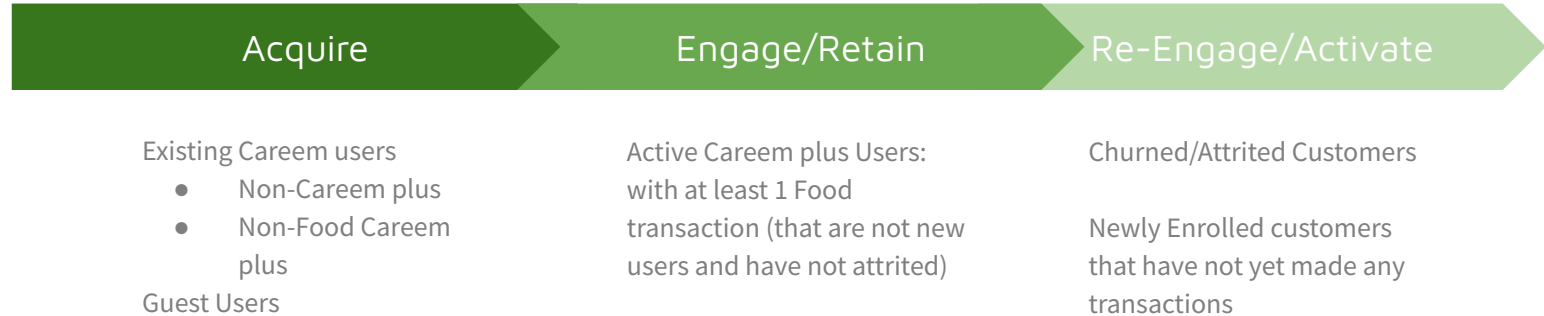 Acquire
Engage/Retain
Re-Engage/Activate
Existing Careem users
● Non-Careem plus
● Non-Food Careem
plus
Guest Users
Active Careem plus Users:
with at least 1 Food
transaction (that are not new
users and have not attrited)
Churned/Attrited Customers
Newly Enrolled customers
that have not yet made any
transactions